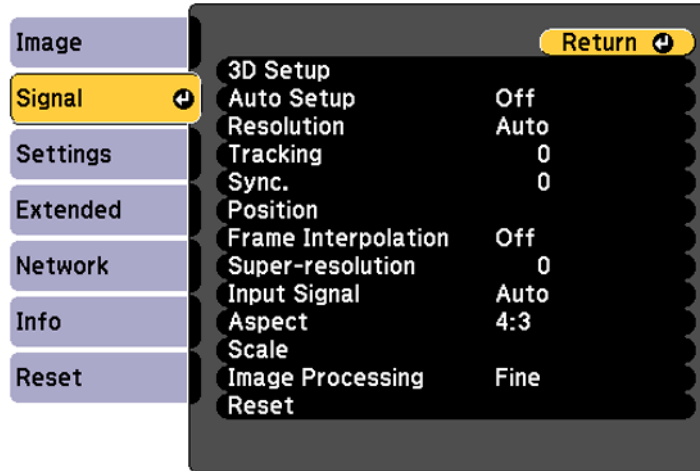 Image
Signal
Settings
Extended
Network
Info
Reset
Return
3D Setup
Auto Setup Off
Resolution Auto
Tracking 0
Sync. 0
Position
Frame Interpolation Off
Super-resolution 0
Input Signal Auto
Aspect 4:3
Scale
Image Processing Fine
Reset